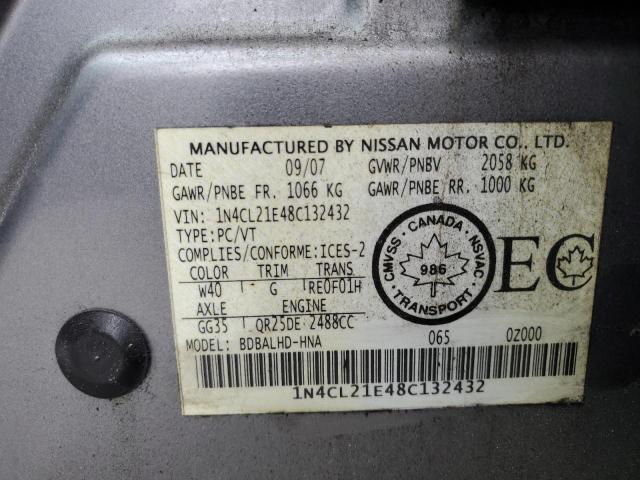 MANUFACTURED BY NISSAN MOTOR CO., LTD.
DATE 09/07 GVWR/PNBV 2058 KG
GAWR/PNBE FR. 1066 KG GAWR/PNBE RR. 1000 KG
VIN: 1N4CL21E48C132432
TYPE:PC/VT
COMPLIES/CONFORME:ICES-2
COLOR TRIM TRANS
W40 G RE0F01H
AXLE ENGINE
GG35 QR25DE 2488CC
MODEL: BDBALHD-HNA 065 0Z000
CMVSS · CANADA · NSVAC
986
TRANSPORT
EC
1N4CL21E48C132432